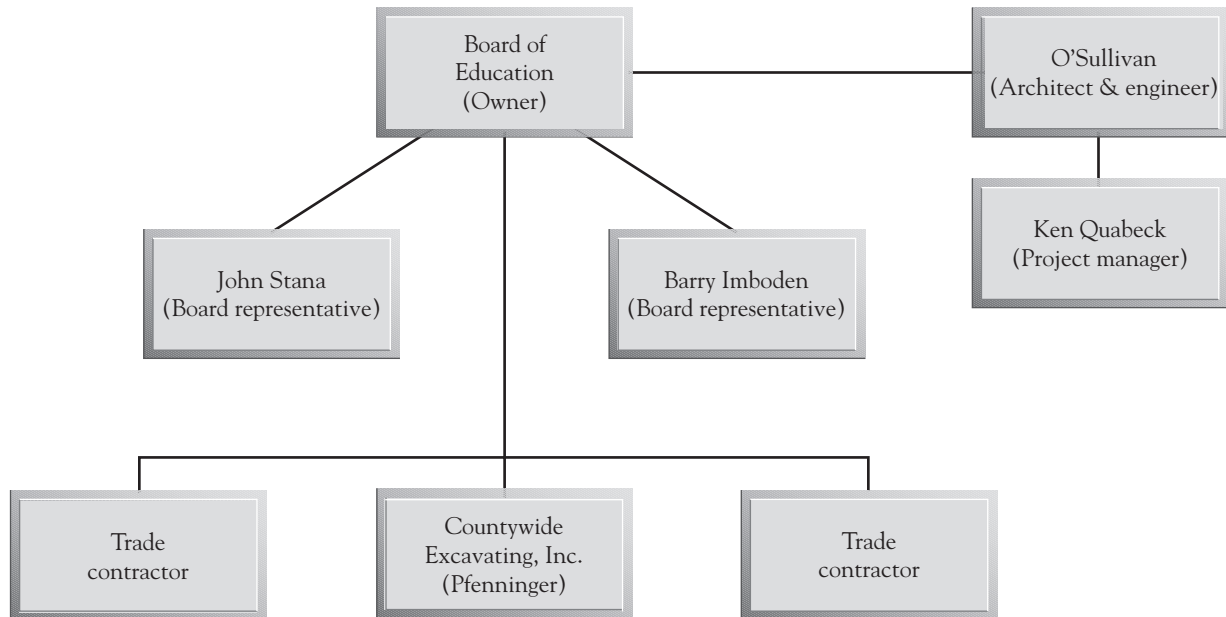 Board of
Education
(Owner)
O'Sullivan
(Architect & engineer)
Ken Quabeck
(Project manager)
John Stana
(Board representative)
Barry Imboden
(Board representative)
Trade
contractor
Countywide
Excavating, Inc.
(Pfenninger)
Trade
contractor